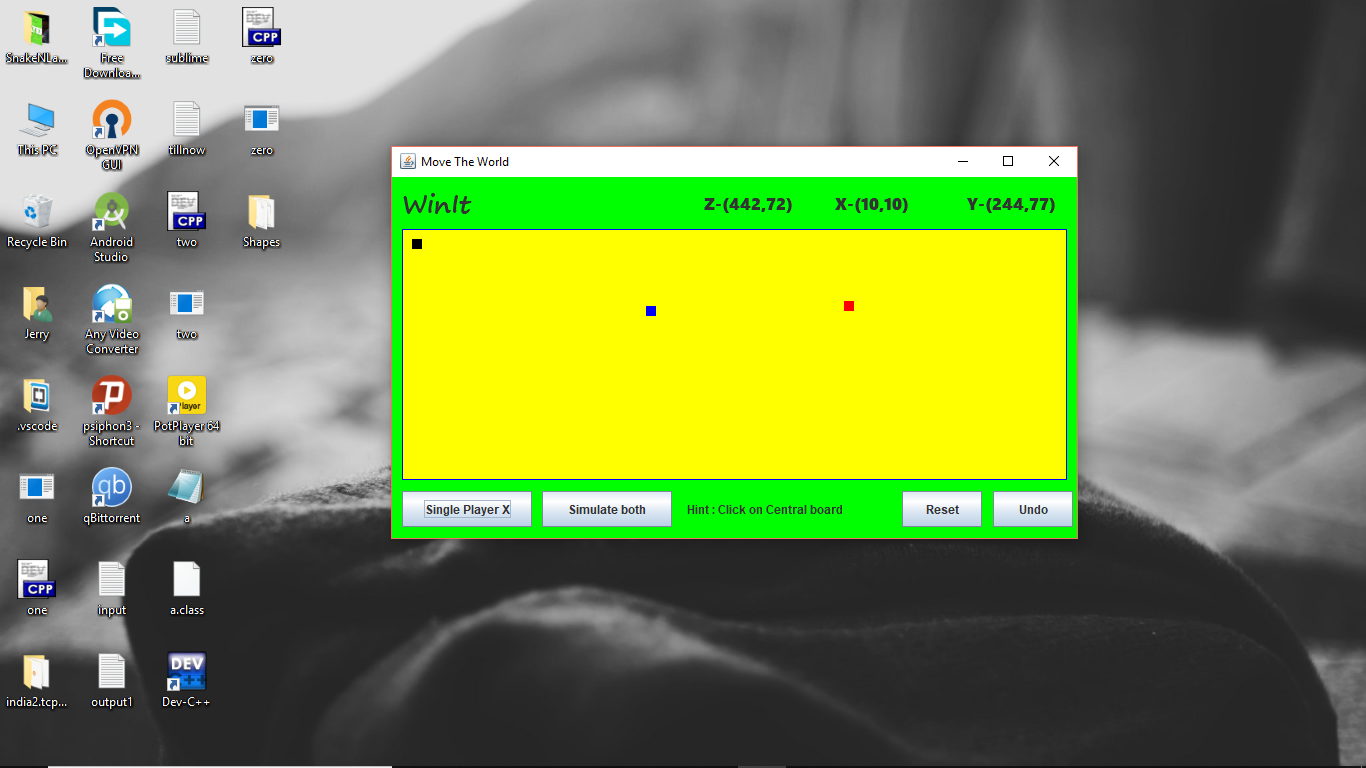 SnakeNLa...
Free
Downloa...
sublime
DEV
CPP
zero
This PC
OpenVPN
GUI
tillnow
zero
Recycle Bin
Android
Studio
DEV
CPP
two
Shapes
Jerry
Any Video
Converter
two
.vscode
psiphon3 -
Shortcut
Player
PotPlayer 64
bit
one
qb
qBittorrent
a
DEV
CPP
one
input
a.class
india2.tcp...
output1
DEV
Dev-C++
Move The World
WinIt
Z-(442,72)
X-(10,10)
Y-(244,77)
Single Player X
Simulate both
Hint : Click on Central board
Reset
Undo